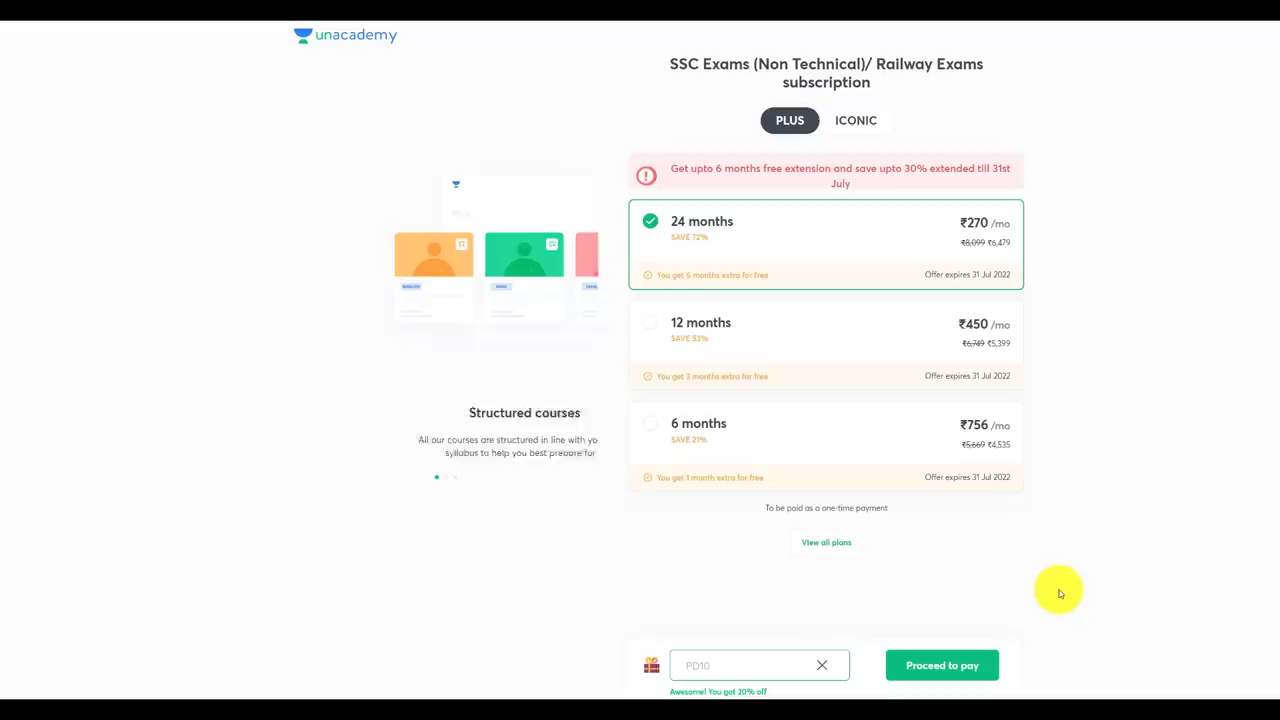 unacademy
SSC Exams (Non Technical)/ Railway Exams
subscription
PLUS
ICONIC
Get upto 6 months free extension and save upto 30% extended till 31st
July
24 months
₹270 /mo
SAVE 72%
₹8,099 ₹6,479
You get 6 months extra for free
Offer expires 31 Jul 2022
12 months
₹450 /mo
SAVE 53%
₹6,749 ₹5,399
You get 3 months extra for free
Offer expires 31 Jul 2022
6 months
₹756 /mo
SAVE 21%
₹5,669 ₹4,535
You get 1 month extra for free
Offer expires 31 Jul 2022
To be paid as a one-time payment
View all plans
Structured courses
All our courses are structured in line with yo
syllabus to help you best prepare for
PD10
Proceed to pay
Awesome! You got 20% off